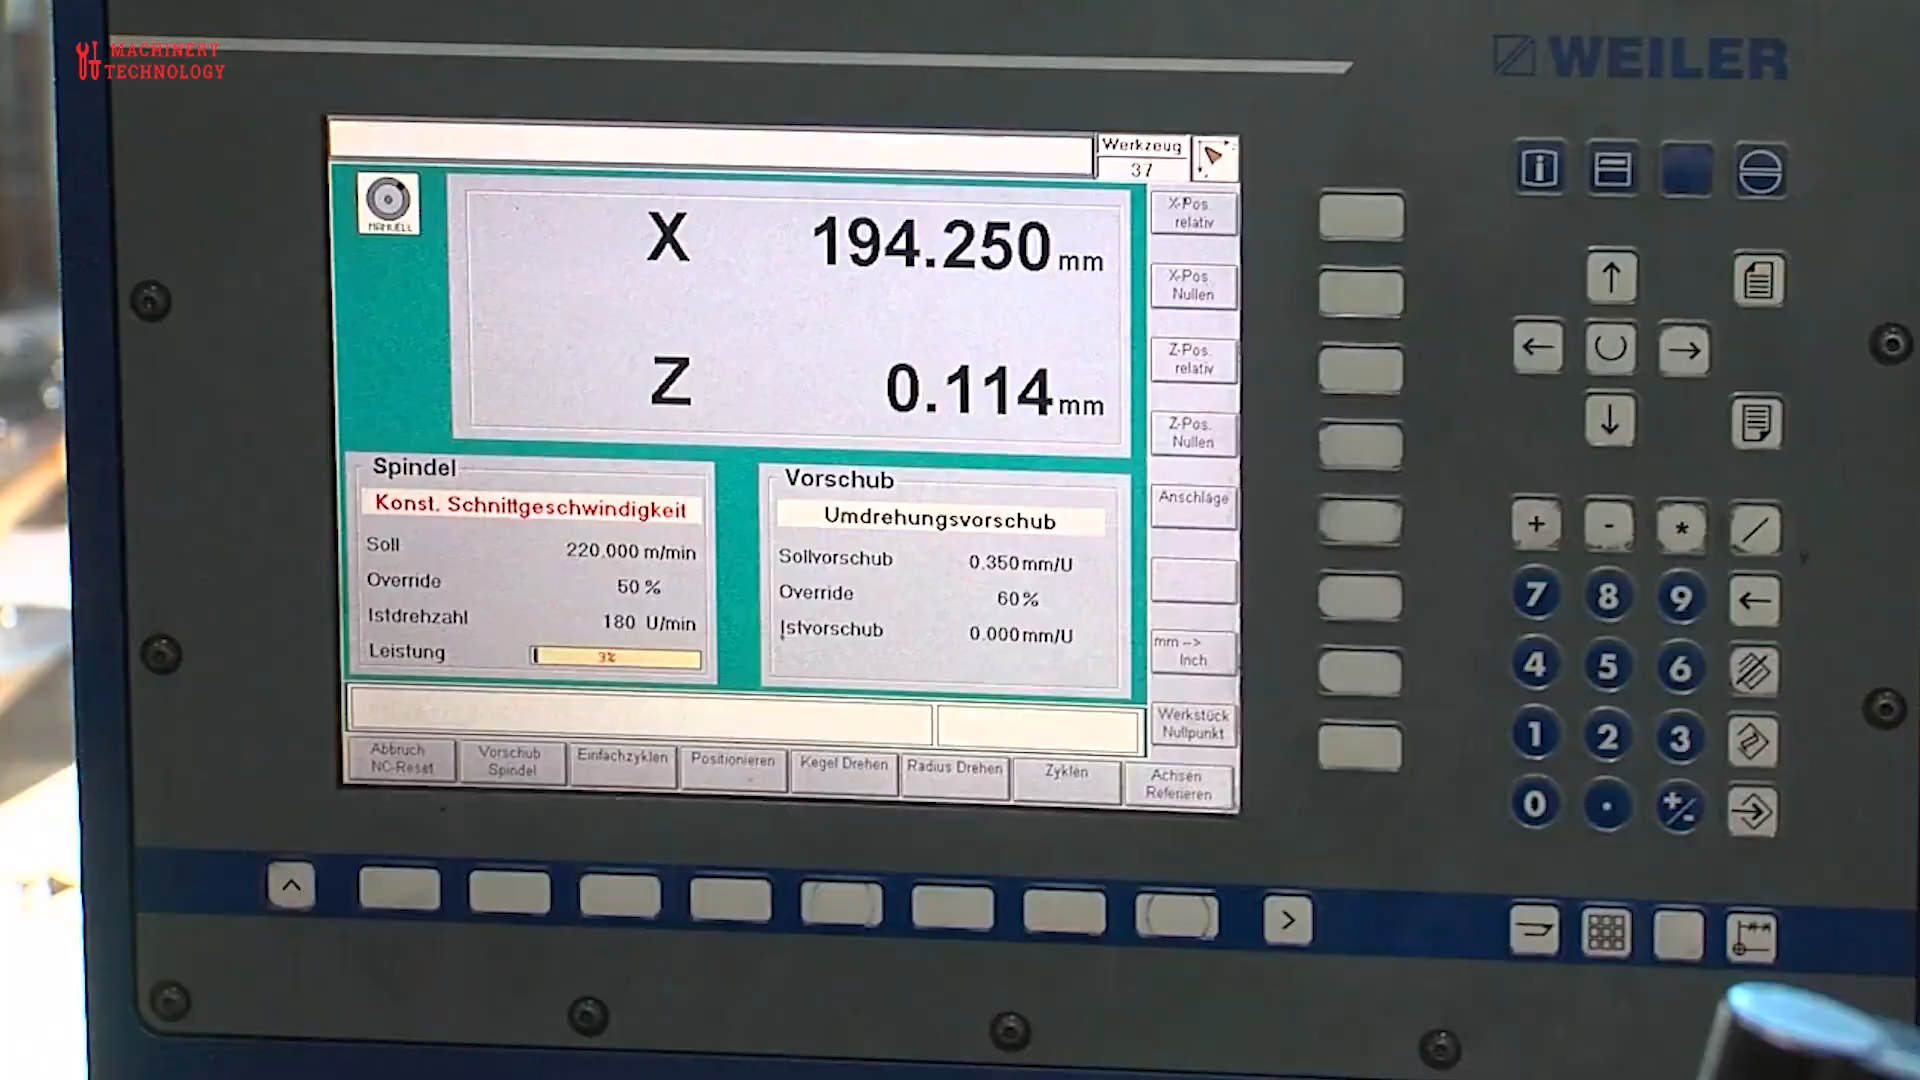 MACHINERY
TECHNOLOGY
WEILER
Werkzeug
37
MANUELL
X 194.250 mm
Z 0.114 mm
X-Pos.
relativ
X-Pos
Nullen
Z-Pos.
relativ
Z-Pos.
Nullen
Anschläge
mm -->
Inch
Werkstück
Nullpunkt
Spindel
Konst. Schnittgeschwindigkeit
Soll 220.000 m/min
Override 50 %
Istdrehzahl 180 U/min
Leistung 3%
Vorschub
Umdrehungsvorschub
Sollvorschub 0.350 mm/U
Override 60%
Istvorschub 0.000 mm/U
Abbruch
NC-Reset
Vorschub
Spindel
Einfachzyklen
Positionieren
Kegel Drehen
Radius Drehen
Zyklen
Achsen
Referieren
+ - * /
7 8 9
4 5 6
1 2 3
0 . +/-